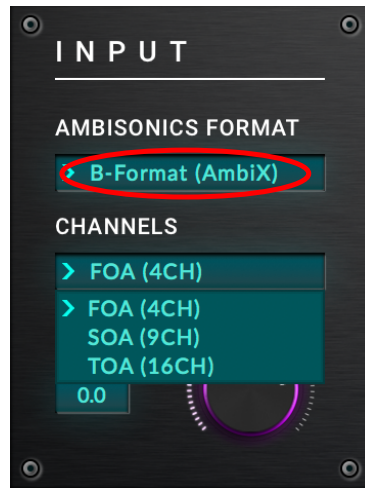 INPUT
AMBISONICS FORMAT
B-Format (AmbiX)
CHANNELS
FOA (4CH)
FOA (4CH)
SOA (9CH)
TOA (16CH)
0.0